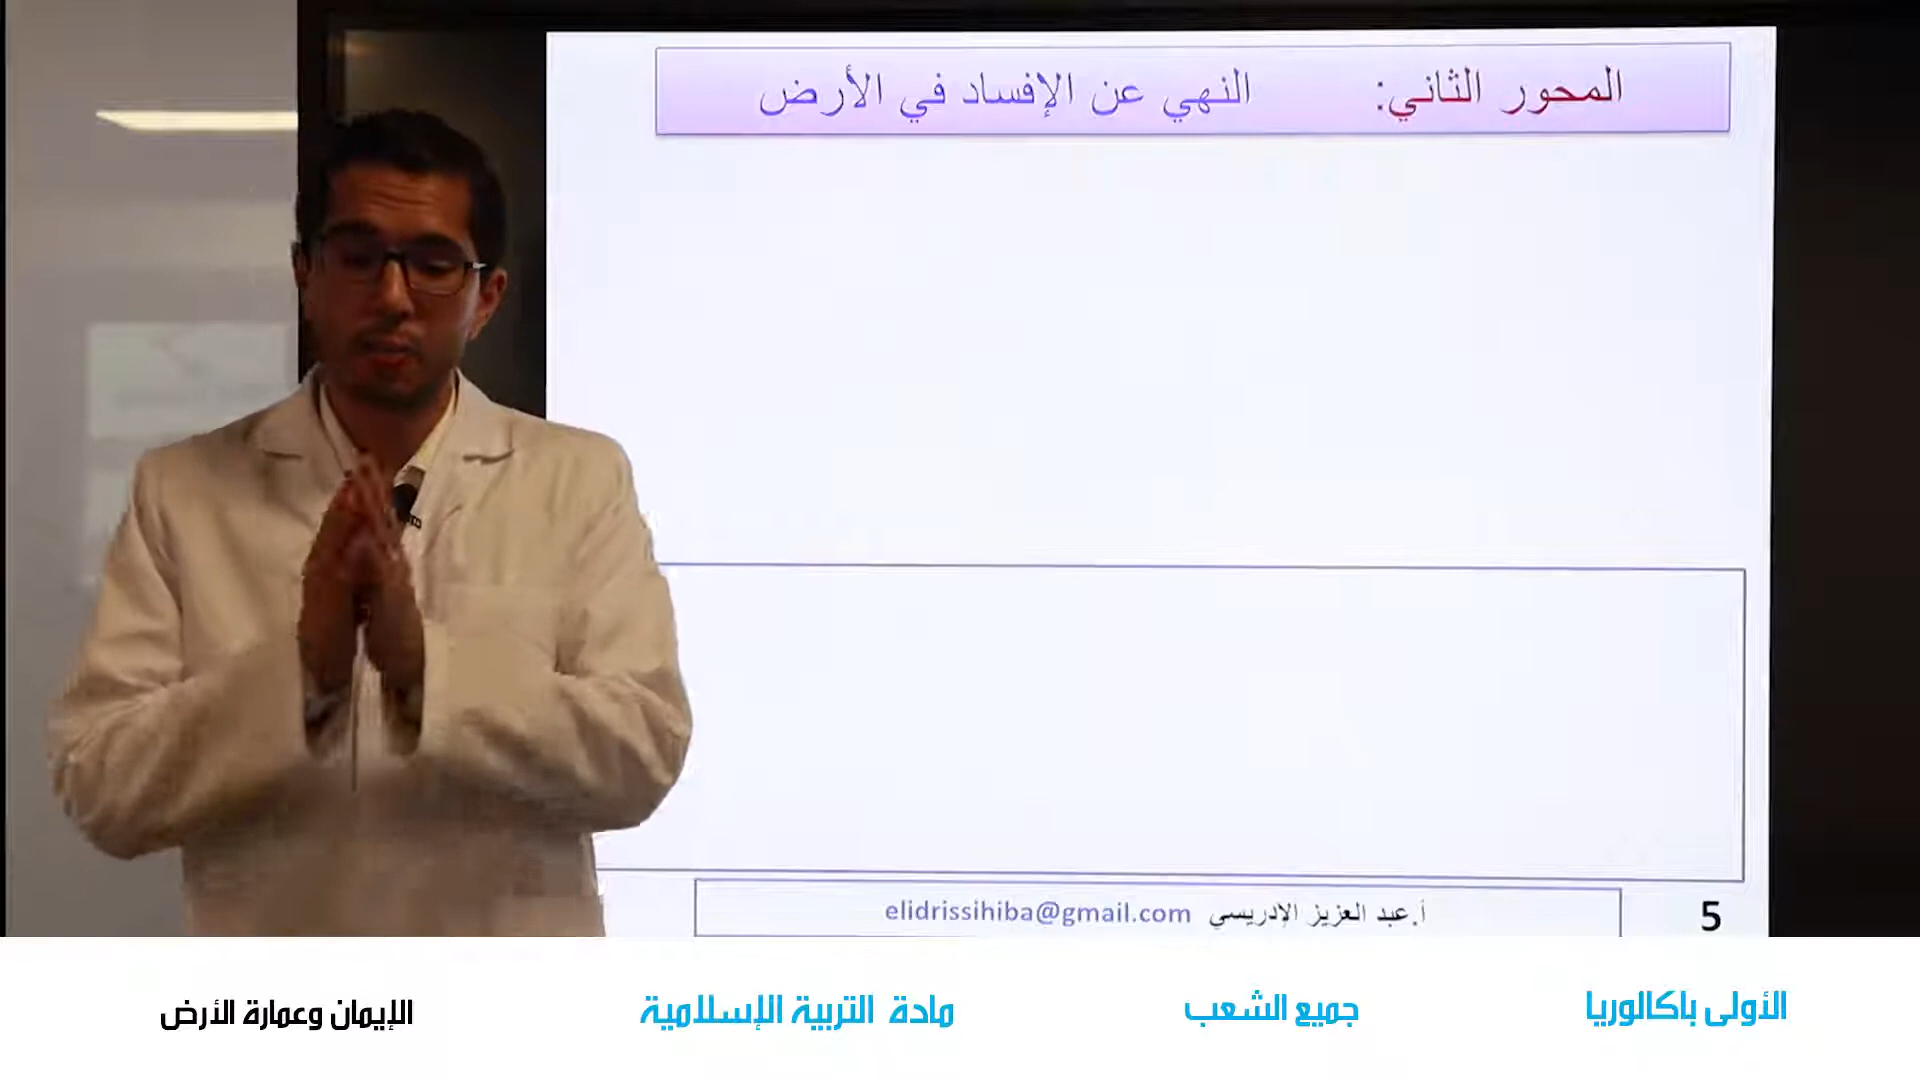 المحور الثاني: النهي عن الإفساد في الأرض
أ.عبد العزيز الإدريسي elidrissihiba@gmail.com
5
الأولى باكالوريا
جميع الشعب
مادة التربية الإسلامية
الإيمان وعمارة الأرض